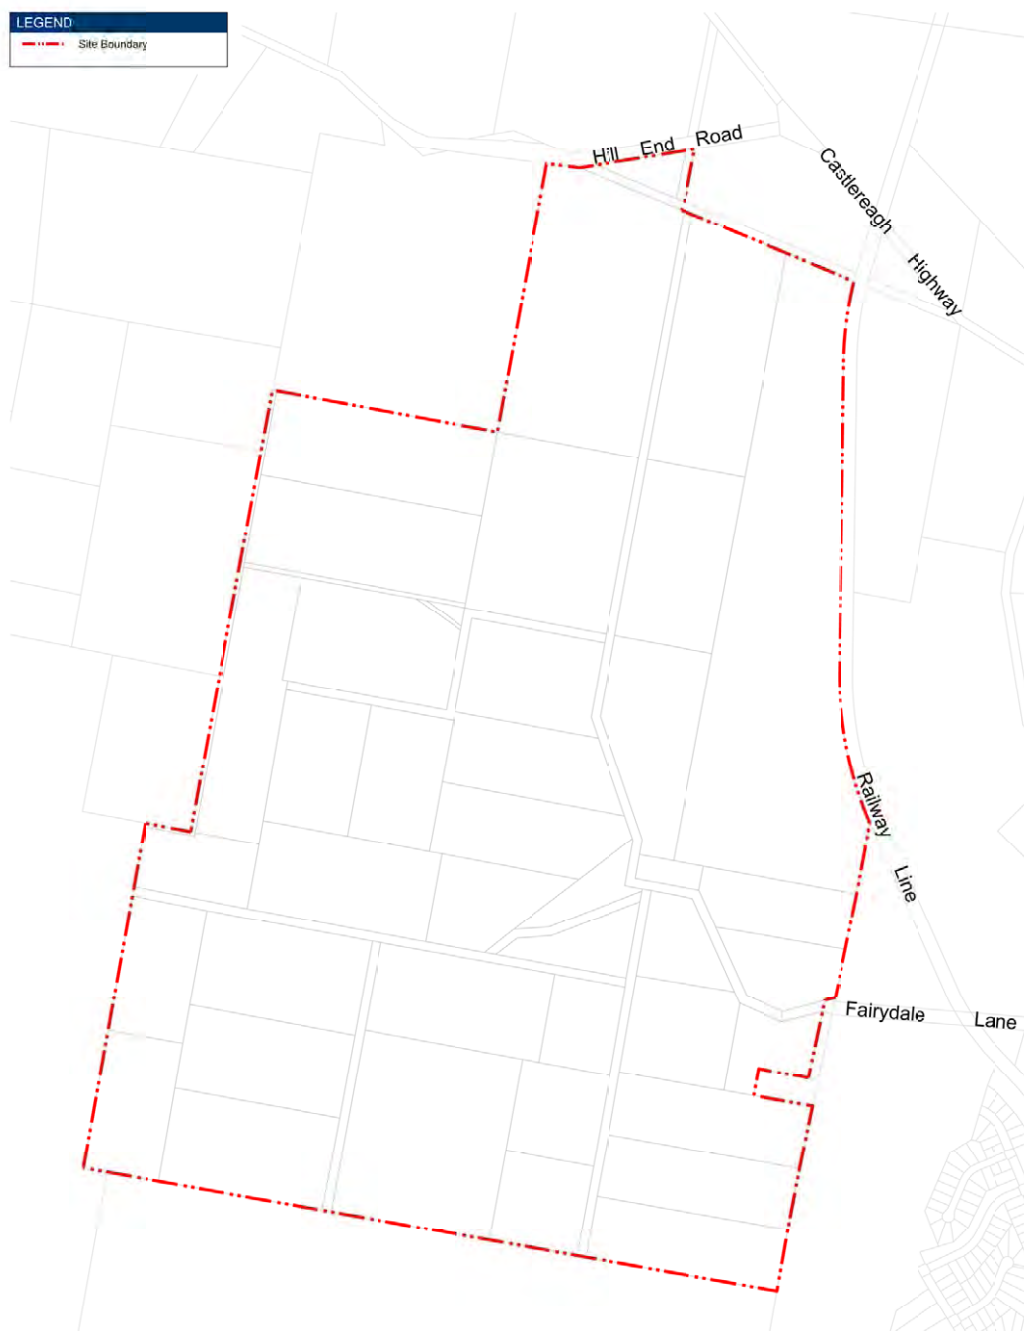 LEGEND
Site Boundary
Hill End Road
Castlereagh Highway
Railway Line
Fairydale Lane